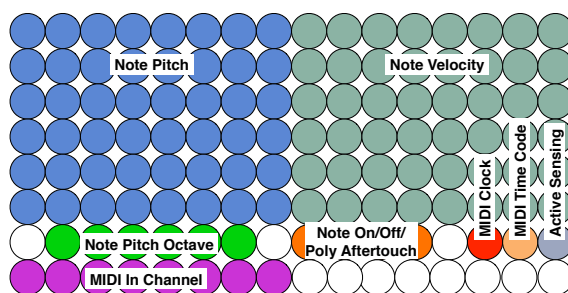 Note Pitch
Note Velocity
MIDI Clock
MIDI Time Code
Active Sensing
Note Pitch Octave
Note On/Off/
Poly Aftertouch
MIDI In Channel